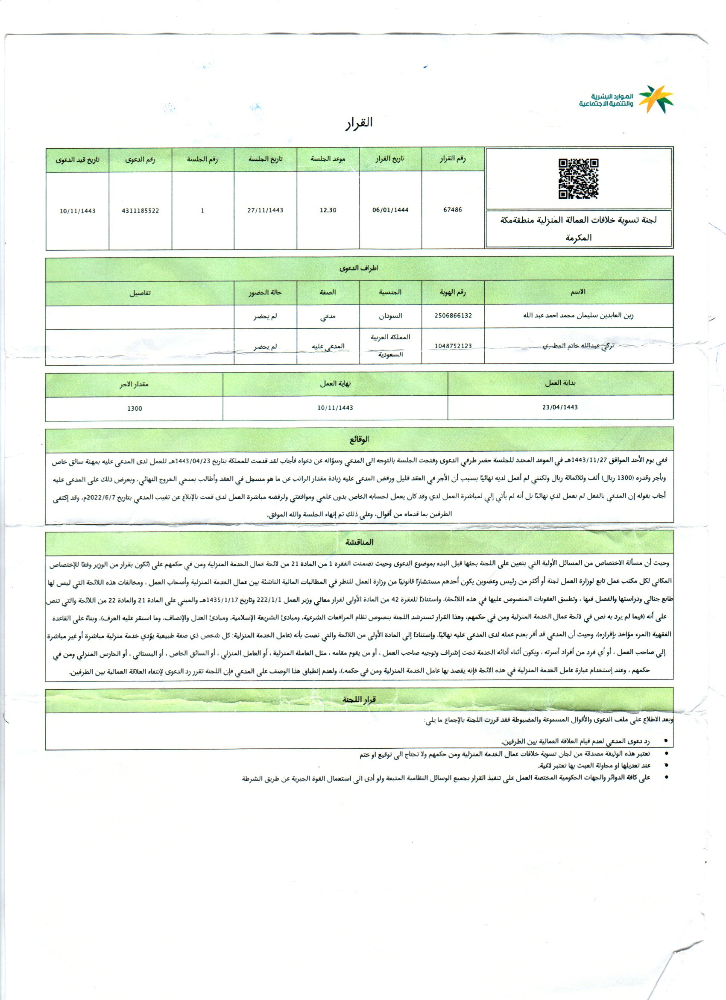 الموارد البشرية
والتنمية الاجتماعية
القرار
لجنة تسوية خلافات العمالة المنزلية منطقةمكة
المكرمة
رقم القرار تاريخ القرار موعد الجلسة تاريخ الجلسة رقم الجلسة رقم الدعوى تاريخ قيد الدعوى
67486 06/01/1444 12.30 27/11/1443 1 4311185522 10/11/1443
اطراف الدعوى
الاسم رقم الهوية الجنسية الصفة حالة الحضور تفاصيل
زين العابدين سليمان محمد احمد عبد الله 2506866132 السودان مدعي لم يحضر
تركي عبدالله خاتم المطيري 1048752123 المملكة العربية السعودية المدعى عليه لم يحضر
بداية العمل نهاية العمل مقدار الاجر
23/04/1443 10/11/1443 1300
الوقائع
ففي يوم الأحد الموافق 1443/11/27هـ في الموعد المحدد للجلسة حضر طرفي الدعوى وفتحت الجلسة بالتوجه الى المدعي وسؤاله عن دعواه فأجاب لقد قدمت للمملكة بتاريخ 1443/04/23هـ للعمل لدى المدعى عليه بمهنة سائق خاص
وبأجر وقدره (1300 ريال) ألف وثلاثمائة ريال ولكنني لم أعمل لديه نهائيًا بسبب أن الأجر في العقد قليل ورفض المدعى عليه زيادة مقدار الراتب عن ما هو مسجل في العقد وأطالب بمنحي الخروج النهائي، وبعرض ذلك على المدعى عليه
أجاب بقوله إن المدعي بالفعل لم يعمل لدي نهائيًا بل أنه لم يأتي إلي لمباشرة العمل لدي وقد كان يعمل لحسابه الخاص بدون علمي وموافقتي ولرفضه مباشرة العمل لدي قمت بالإبلاغ عن تغيب المدعي بتاريخ 2022/6/7م، وقد إكتفى
الطرفين بما قدماه من أقوال، وعلى ذلك تم إنهاء الجلسة والله الموفق.
المناقشة
وحيث أن مسألة الاختصاص من المسائل الأولية التي يتعين على اللجنة بحثها قبل البدء بموضوع الدعوى وحيث تضمنت الفقرة 1 من المادة 21 من لائحة عمال الخدمة المنزلية ومن في حكمهم على (تكون بقرار من الوزير وفقًا للإختصاص
المكاني لكل مكتب عمل تابع لوزارة العمل لجنة أو أكثر من رئيس وعضوين يكون أحدهم مستشارًا قانونيًا من وزارة العمل للنظر في المطالبات المالية الناشئة بين عمال الخدمة المنزلية وأصحاب العمل ، ومخالفات هذه اللائحة التي ليس لها
طابع جنائي ودراستها والفصل فيها ، وتطبيق العقوبات المنصوص عليها في هذه اللائحة)، واستنادًا للفقرة 42 من المادة الأولى لقرار معالي وزير العمل 222/1/1 وتاريخ 1435/1/17هـ والمبني على المادة 21 والمادة 22 من اللائحة والتي تنص
على أنه (فيما لم يرد به نص في لائحة عمال الخدمة المنزلية ومن في حكمهم، وهذا القرار تسترشد اللجنة بنصوص نظام المرافعات الشرعية، ومبادئ الشريعة الإسلامية، ومبادئ العدل والإنصاف، وما استقر عليه العرف)، وبناءً على القاعدة
الفقهية (المرء مؤاخذ بإقراره)، وحيث أن المدعي قد أقر بعدم عمله لدى المدعى عليه نهائيًا، وإستنادًا إلى المادة الأولى من اللائحة والتي نصت بأنه (عامل الخدمة المنزلية: كل شخص ذي صفة طبيعية يؤدي خدمة منزلية مباشرة أو غير مباشرة
إلى صاحب العمل ، أو أي فرد من أفراد أسرته ، ويكون أثناء أدائه الخدمة تحت إشراف وتوجيه صاحب العمل ، أو من يقوم مقامه ، مثل العاملة المنزلية ، أو العامل المنزلي ، أو السائق الخاص ، أو البستاني ، أو الحارس المنزلي ومن في
حكمهم ، وعند إستخدام عبارة عامل الخدمة المنزلية في هذه الائحة فإنه يقصد بها عامل الخدمة المنزلية ومن في حكمه.)، ولعدم إنطباق هذا الوصف على المدعي فإن اللجنة تقرر رد الدعوى لإنتفاء العلاقة العمالية بين الطرفين.
قرار اللجنة
وبعد الاطلاع على ملف الدعوى والأقوال المسموعة والمضبوطة فقد قررت اللجنة بالإجماع ما يلي:
• رد دعوى المدعي لعدم قيام العلاقة العمالية بين الطرفين.
• تعتبر هذه الوثيقة مصدقة من لجان تسوية خلافات عمال الخدمة المنزلية ومن حكمهم ولا تحتاج الى توقيع او ختم
• عند تعديلها او محاولة العبث بها تعتبر لاغية.
• على كافة الدوائر والجهات الحكومية المختصة العمل على تنفيذ القرار بجميع الوسائل النظامية المتبعة ولو أدى الى استعمال القوة الجبرية عن طريق الشرطة